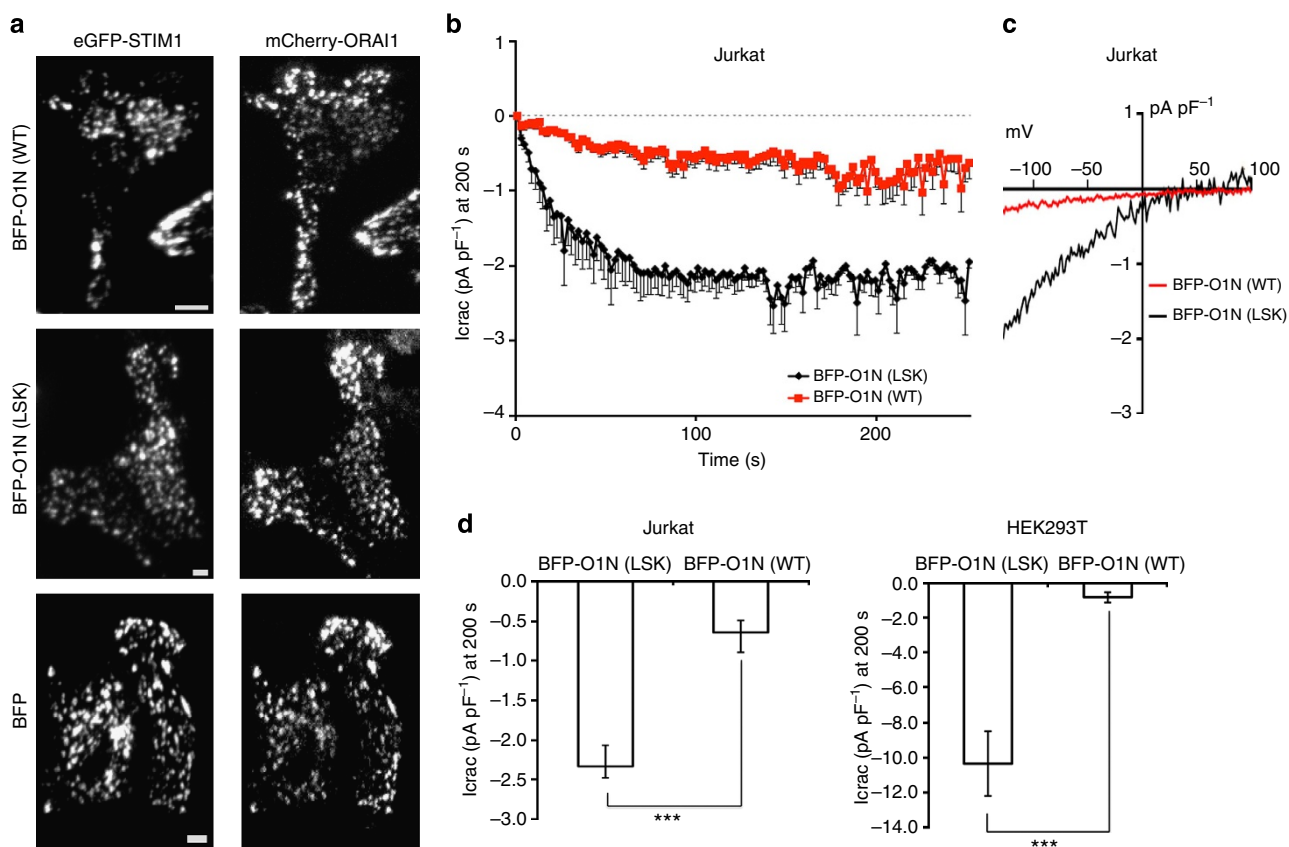 a
eGFP-STIM1
mCherry-ORAI1
BFP-O1N (WT)
BFP-O1N (LSK)
BFP
b
Jurkat
1
0
–1
–2
–3
–4
Icrac (pA pF–1) at 200 s
0
100
200
Time (s)
BFP-O1N (LSK)
BFP-O1N (WT)
c
Jurkat
pA pF–1
mV
1
–100
–50
50
100
–1
–2
–3
BFP-O1N (WT)
BFP-O1N (LSK)
d
Jurkat
BFP-O1N (LSK) BFP-O1N (WT)
0.0
–0.5
–1.0
–1.5
–2.0
–2.5
–3.0
Icrac (pA pF–1) at 200 s
***
HEK293T
BFP-O1N (LSK) BFP-O1N (WT)
0.0
–2.0
–4.0
–6.0
–8.0
–10.0
–12.0
–14.0
Icrac (pA pF–1) at 200 s
***